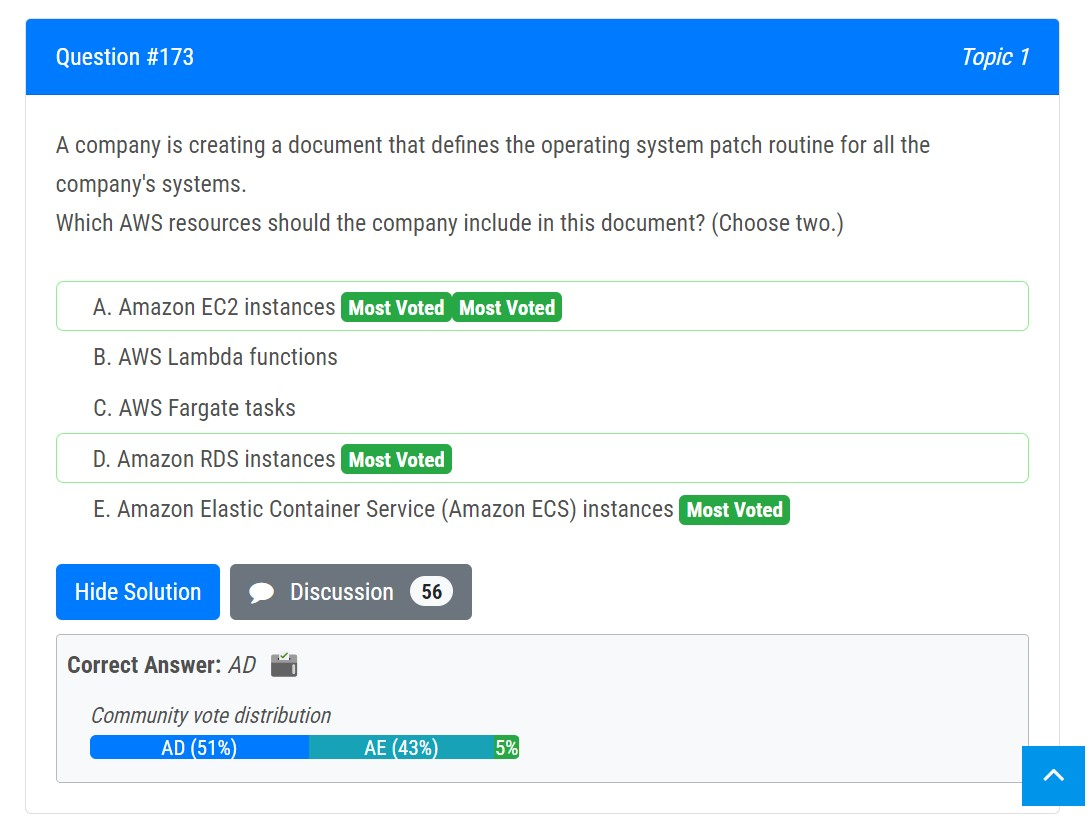 Question #173 Topic 1
A company is creating a document that defines the operating system patch routine for all the
company's systems.
Which AWS resources should the company include in this document? (Choose two.)
A. Amazon EC2 instances Most Voted Most Voted
B. AWS Lambda functions
C. AWS Fargate tasks
D. Amazon RDS instances Most Voted
E. Amazon Elastic Container Service (Amazon ECS) instances Most Voted
Hide Solution Discussion 56
Correct Answer: AD
Community vote distribution
AD (51%) AE (43%) 5%